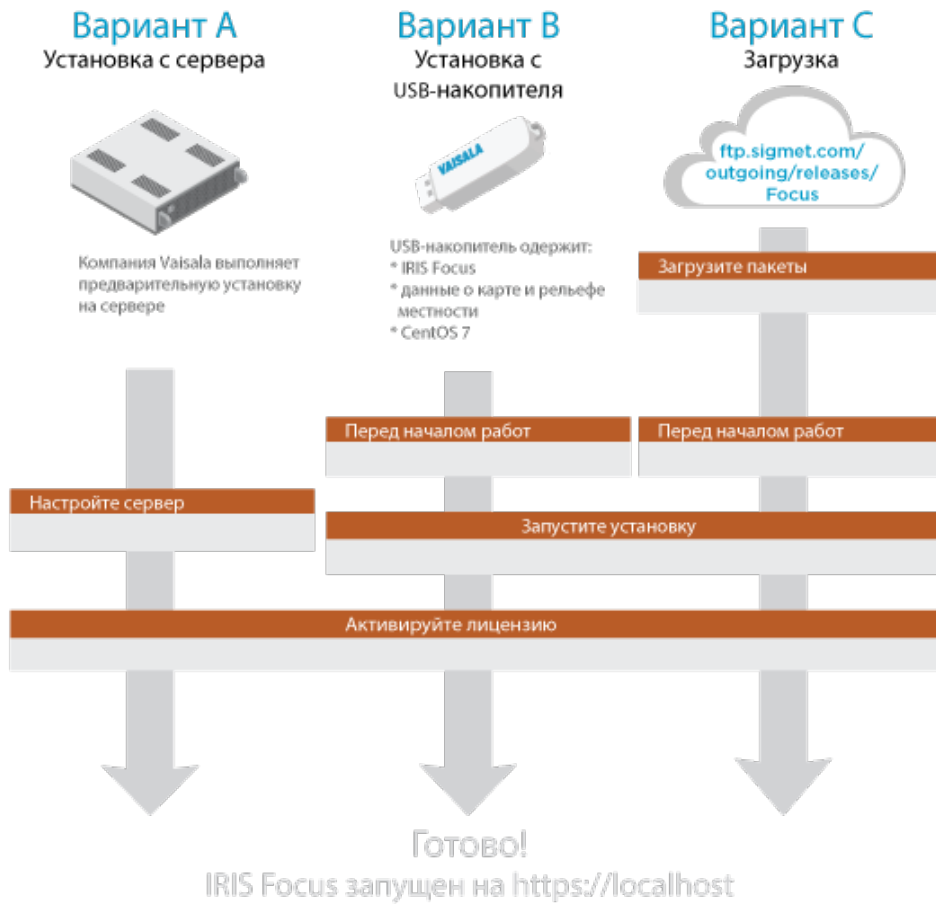 Вариант А
Установка с сервера
Компания Vaisala выполняет
предварительную установку
на сервере
Вариант B
Установка с
USB-накопителя
VAISALA
USB-накопитель одержит:
* IRIS Focus
* данные о карте и рельефе
местности
* CentOS 7
Вариант C
Загрузка
ftp.sigmet.com/
outgoing/releases/
Focus
Загрузите пакеты
Перед началом работ
Перед началом работ
Настройте сервер
Запустите установку
Активируйте лицензию
Готово!
IRIS Focus запущен на https://localhost